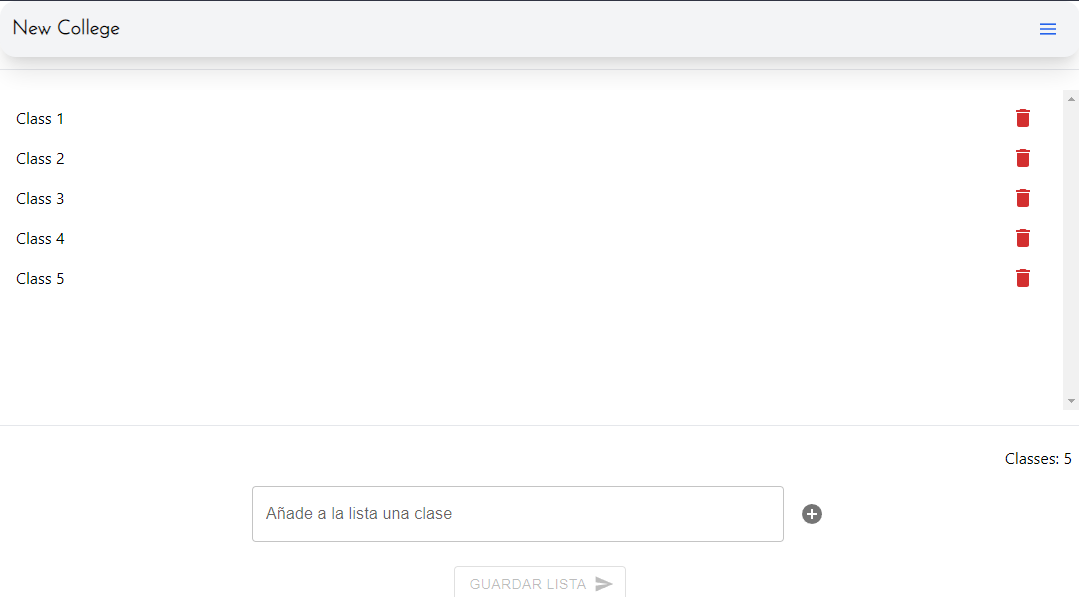 New College
Class 1
Class 2
Class 3
Class 4
Class 5
Classes: 5
Añade a la lista una clase
GUARDAR LISTA